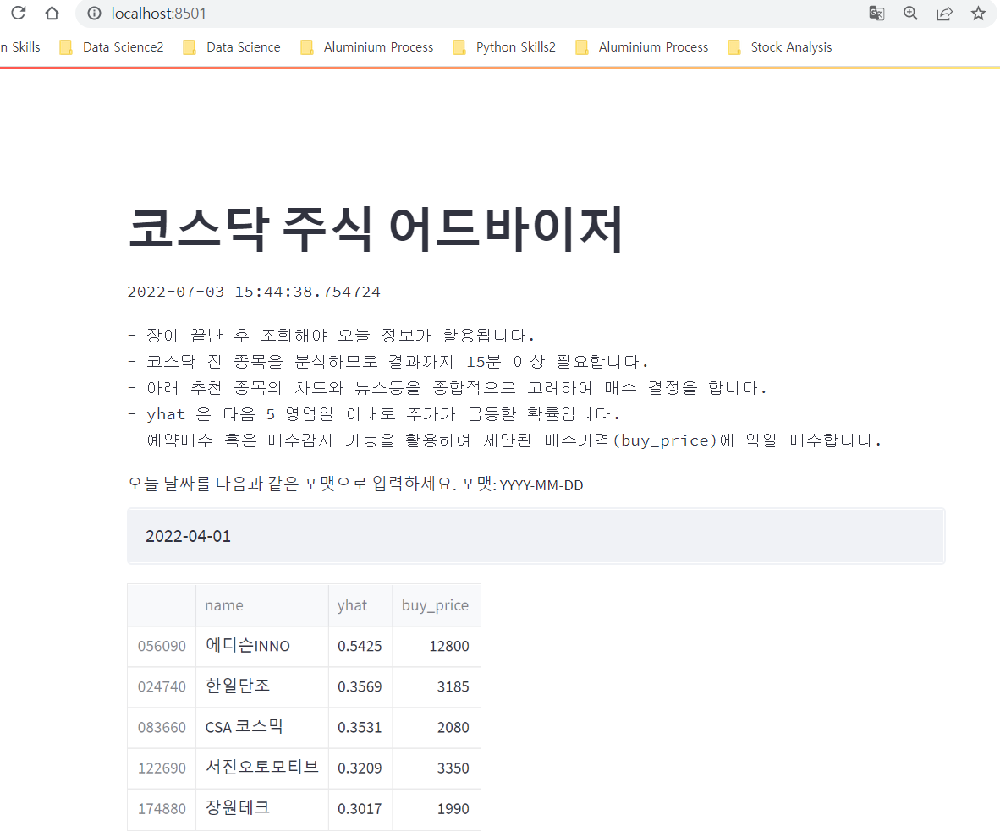 localhost:8501
n Skills Data Science2 Data Science Aluminium Process Python Skills2 Aluminium Process Stock Analysis
코스닥 주식 어드바이저
2022-07-03 15:44:38.754724
- 장이 끝난 후 조회해야 오늘 정보가 활용됩니다.
- 코스닥 전 종목을 분석하므로 결과까지 15분 이상 필요합니다.
- 아래 추천 종목의 차트와 뉴스등을 종합적으로 고려하여 매수 결정을 합니다.
- yhat 은 다음 5 영업일 이내로 주가가 급등할 확률입니다.
- 예약매수 혹은 매수감시 기능을 활용하여 제안된 매수가격(buy_price)에 익일 매수합니다.
오늘 날짜를 다음과 같은 포맷으로 입력하세요. 포맷: YYYY-MM-DD
2022-04-01
name yhat buy_price
056090 에디슨INNO 0.5425 12800
024740 한일단조 0.3569 3185
083660 CSA 코스믹 0.3531 2080
122690 서진오토모티브 0.3209 3350
174880 장원테크 0.3017 1990